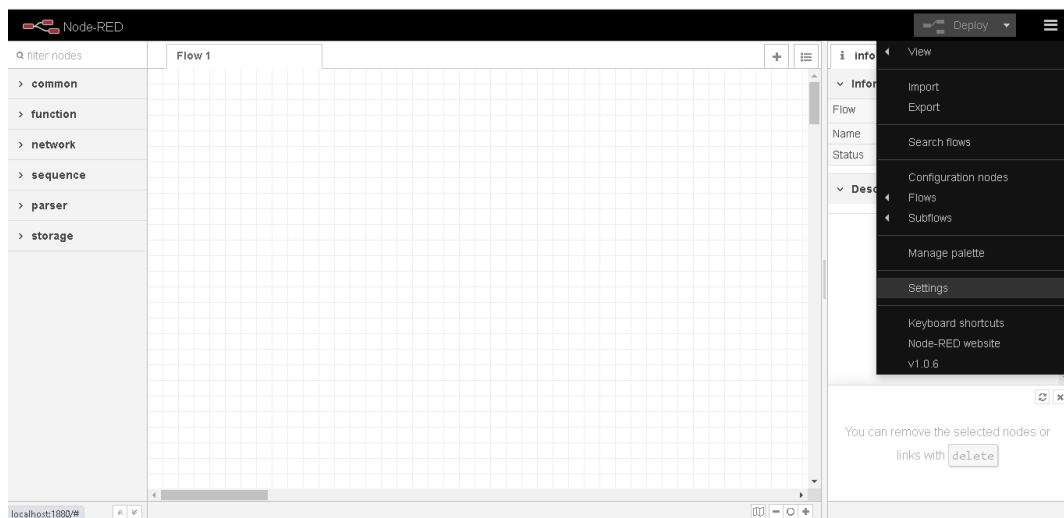 Node-RED
Deploy
filter nodes
Flow 1
common
function
network
sequence
parser
storage
i info
Infor
Flow
Name
Status
Desc
View
Import
Export
Search flows
Configuration nodes
Flows
Subflows
Manage palette
Settings
Keyboard shortcuts
Node-RED website
v1.0.6
You can remove the selected nodes or
links with delete
localhost:1880/#